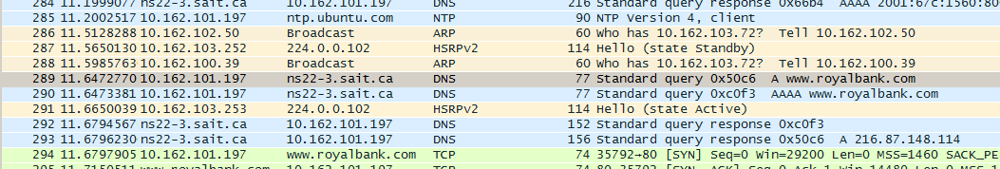 284 11.1999077 ns22-3.sait.ca 10.162.101.197 DNS 216 Standard query response 0x66b4 AAAA 2001:67c:1560:80
285 11.2002517 10.162.101.197 ntp.ubuntu.com NTP 90 NTP Version 4, client
286 11.5128288 10.162.102.50 Broadcast ARP 60 Who has 10.162.103.72? Tell 10.162.102.50
287 11.5650130 10.162.103.252 224.0.0.102 HSRPv2 114 Hello (state Standby)
288 11.5985763 10.162.100.39 Broadcast ARP 60 Who has 10.162.103.72? Tell 10.162.100.39
289 11.6472770 10.162.101.197 ns22-3.sait.ca DNS 77 Standard query 0x50c6 A www.royalbank.com
290 11.6473381 10.162.101.197 ns22-3.sait.ca DNS 77 Standard query 0xc0f3 AAAA www.royalbank.com
291 11.6650039 10.162.103.253 224.0.0.102 HSRPv2 114 Hello (state Active)
292 11.6794567 ns22-3.sait.ca 10.162.101.197 DNS 152 Standard query response 0xc0f3
293 11.6796230 ns22-3.sait.ca 10.162.101.197 DNS 156 Standard query response 0x50c6 A 216.87.148.114
294 11.6797905 10.162.101.197 www.royalbank.com TCP 74 35792→80 [SYN] Seq=0 Win=29200 Len=0 MSS=1460 SACK_PE